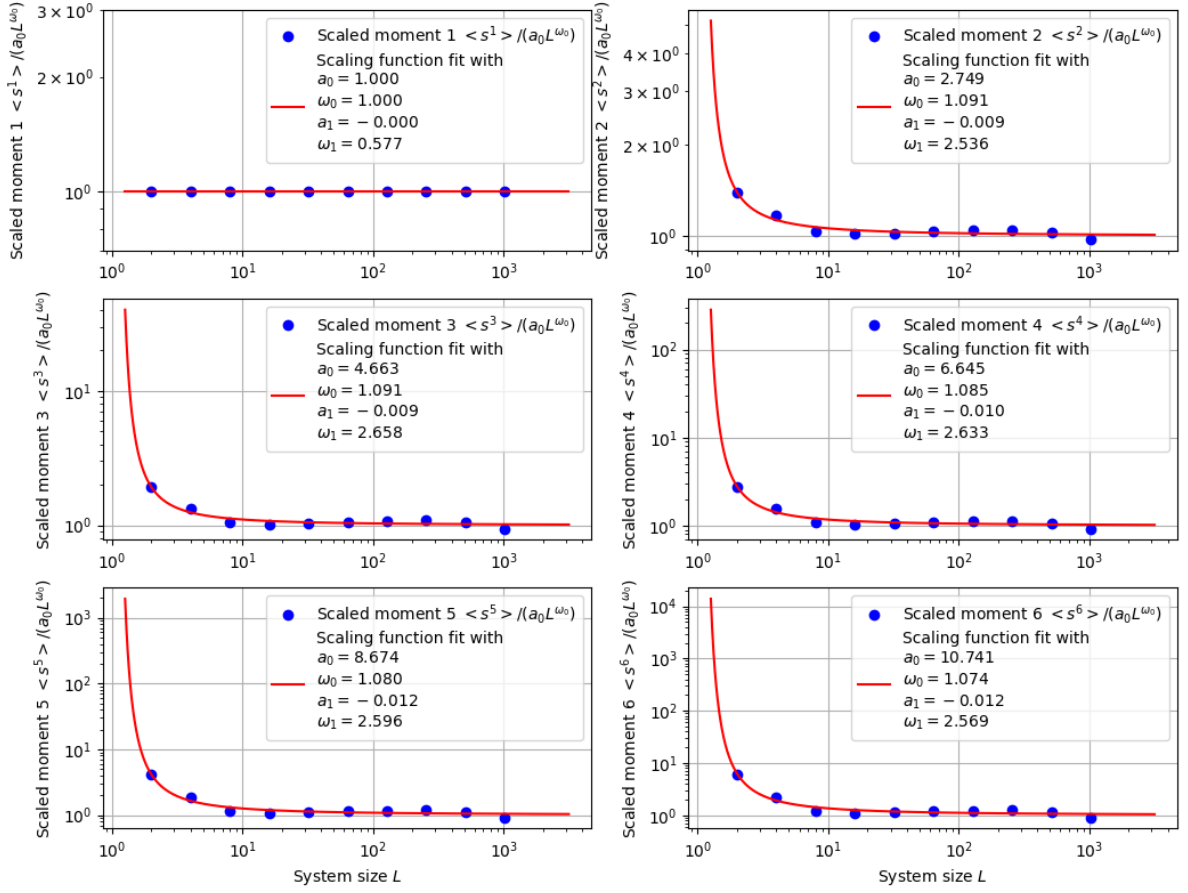 Scaled moment 1 <s¹>/(a₀L^ω₀)
3 × 10⁰
2 × 10⁰
10⁰
Scaled moment 1 <s¹>/(a₀L^ω₀)
Scaling function fit with
a₀ = 1.000
ω₀ = 1.000
a₁ = −0.000
ω₁ = 0.577
10⁰ 10¹ 10² 10³
Scaled moment 2 <s²>/(a₀L^ω₀)
4 × 10⁰
3 × 10⁰
2 × 10⁰
10⁰
Scaled moment 2 <s²>/(a₀L^ω₀)
Scaling function fit with
a₀ = 2.749
ω₀ = 1.091
a₁ = −0.009
ω₁ = 2.536
10⁰ 10¹ 10² 10³
Scaled moment 3 <s³>/(a₀L^ω₀)
10¹
10⁰
Scaled moment 3 <s³>/(a₀L^ω₀)
Scaling function fit with
a₀ = 4.663
ω₀ = 1.091
a₁ = −0.009
ω₁ = 2.658
10⁰ 10¹ 10² 10³
Scaled moment 4 <s⁴>/(a₀L^ω₀)
10²
10¹
10⁰
Scaled moment 4 <s⁴>/(a₀L^ω₀)
Scaling function fit with
a₀ = 6.645
ω₀ = 1.085
a₁ = −0.010
ω₁ = 2.633
10⁰ 10¹ 10² 10³
Scaled moment 5 <s⁵>/(a₀L^ω₀)
10³
10²
10¹
10⁰
Scaled moment 5 <s⁵>/(a₀L^ω₀)
Scaling function fit with
a₀ = 8.674
ω₀ = 1.080
a₁ = −0.012
ω₁ = 2.596
10⁰ 10¹ 10² 10³
System size L
Scaled moment 6 <s⁶>/(a₀L^ω₀)
10⁴
10³
10²
10¹
10⁰
Scaled moment 6 <s⁶>/(a₀L^ω₀)
Scaling function fit with
a₀ = 10.741
ω₀ = 1.074
a₁ = −0.012
ω₁ = 2.569
10⁰ 10¹ 10² 10³
System size L